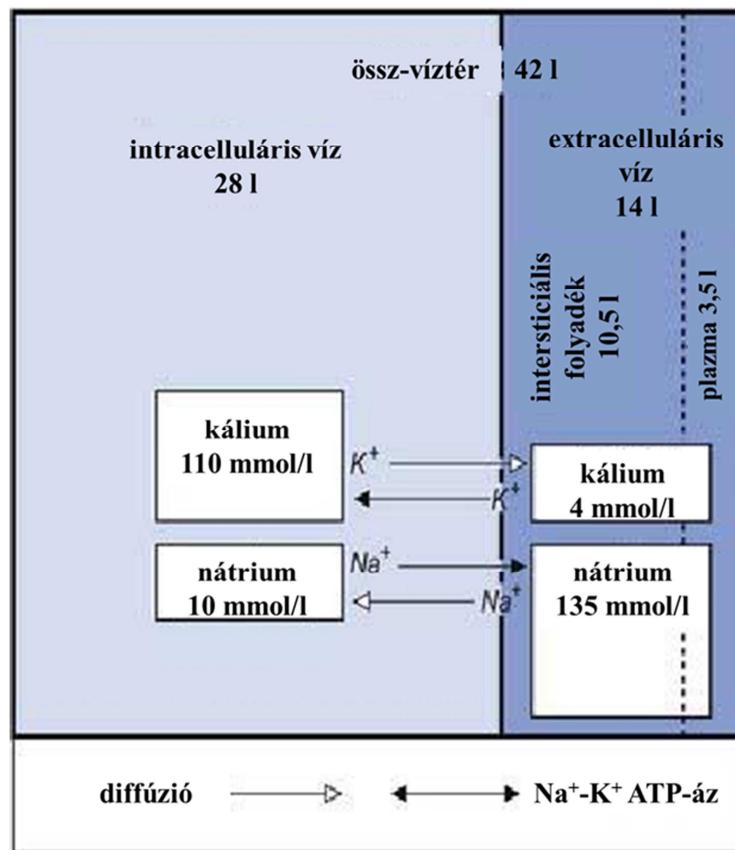 össz-víztér 42 l
intracelluláris víz
28 l
extracelluláris
víz
14 l
intersticiális
folyadék
10,5 l
plazma 3,5 l
kálium
110 mmol/l
K⁺
K⁺
kálium
4 mmol/l
nátrium
10 mmol/l
Na⁺
Na⁺
nátrium
135 mmol/l
diffúzió
Na⁺-K⁺ ATP-áz